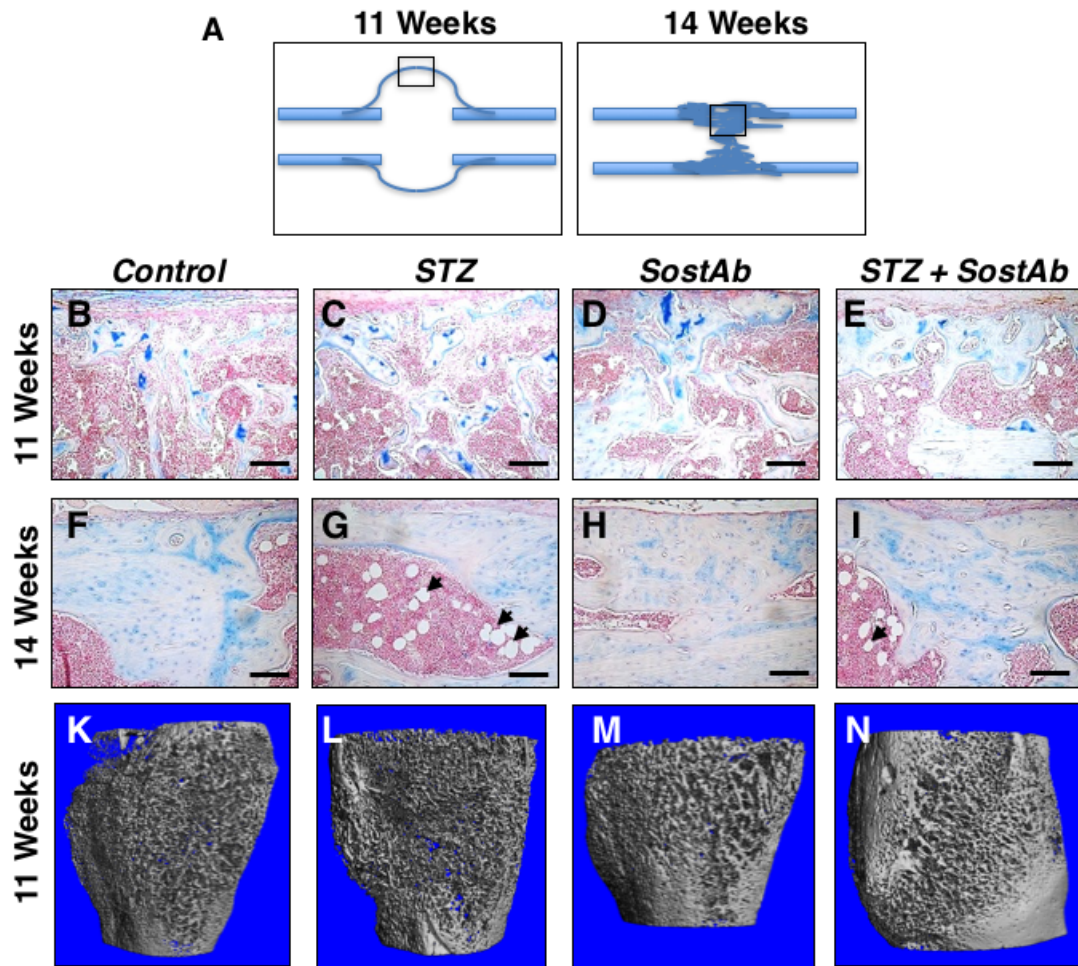 A
11 Weeks
14 Weeks
Control
STZ
SostAb
STZ + SostAb
11 Weeks
B
C
D
E
14 Weeks
F
G
H
I
11 Weeks
K
L
M
N